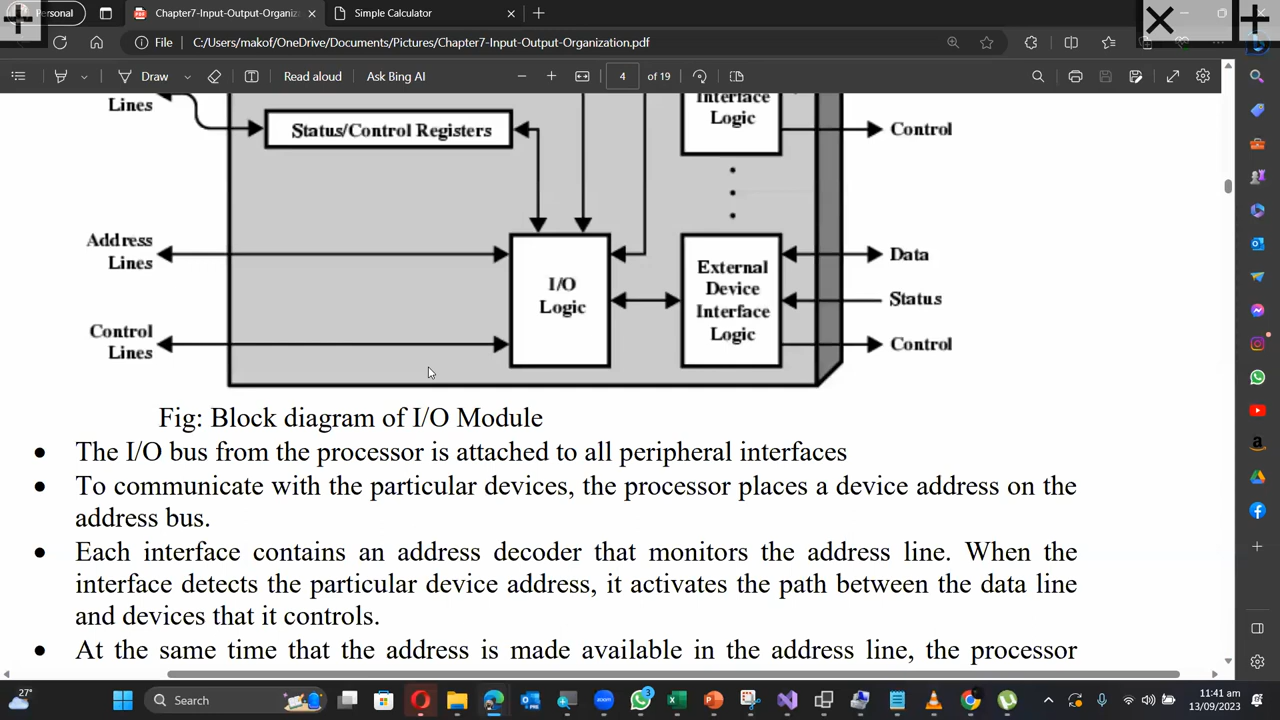 Personal
Chapter7-Input-Output-Organiza
Simple Calculator
File
C:/Users/makof/OneDrive/Documents/Pictures/Chapter7-Input-Output-Organization.pdf
Draw
Read aloud
Ask Bing AI
4
of 19
Lines
Status/Control Registers
Interface
Logic
Control
Address
Lines
I/O
Logic
External
Device
Interface
Logic
Data
Status
Control
Control
Lines
Fig: Block diagram of I/O Module
• The I/O bus from the processor is attached to all peripheral interfaces
• To communicate with the particular devices, the processor places a device address on the
address bus.
• Each interface contains an address decoder that monitors the address line. When the
interface detects the particular device address, it activates the path between the data line
and devices that it controls.
• At the same time that the address is made available in the address line, the processor
27°
Search
3
11:41 am
13/09/2023